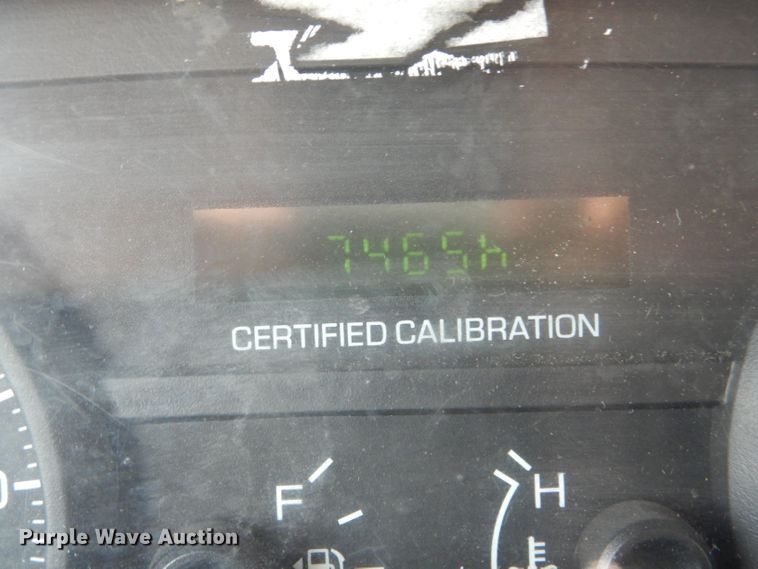 7465h
CERTIFIED CALIBRATION
F H
Purple Wave Auction